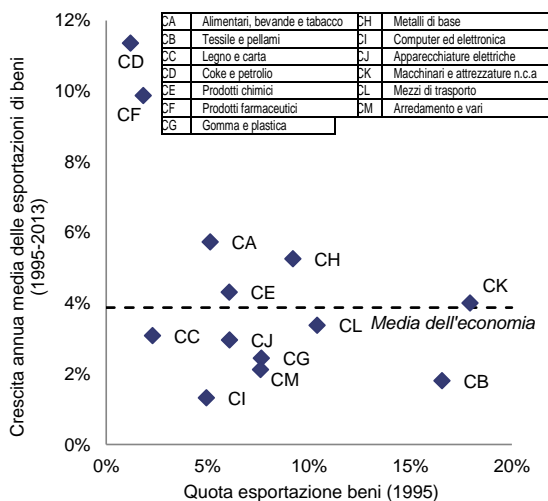 12%
10%
8%
6%
4%
2%
0%
0%
5%
10%
15%
20%
Crescita annua media delle esportazioni di beni
(1995-2013)
Quota esportazione beni (1995)
CA Alimentari, bevande e tabacco CH Metalli di base
CB Tessile e pellami CI Computer ed elettronica
CC Legno e carta CJ Apparecchiature elettriche
CD Coke e petrolio CK Macchinari e attrezzature n.c.a
CE Prodotti chimici CL Mezzi di trasporto
CF Prodotti farmaceutici CM Arredamento e vari
CG Gomma e plastica
CD
CF
CA
CH
CE
CK
Media dell'economia
CC
CJ
CL
CG
CM
CB
CI